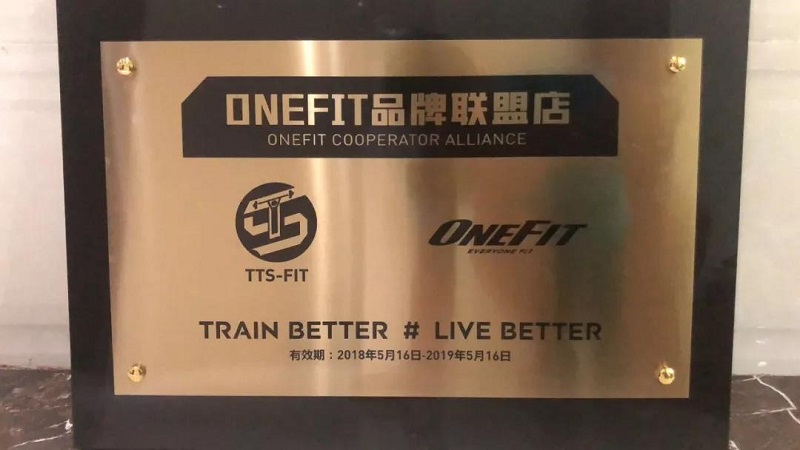 ONEFIT品牌联盟店
ONEFIT COOPERATOR ALLIANCE
TTS-FIT
ONEFIT
EVERYONE FIT
TRAIN BETTER # LIVE BETTER
有效期：2018年5月16日-2019年5月16日